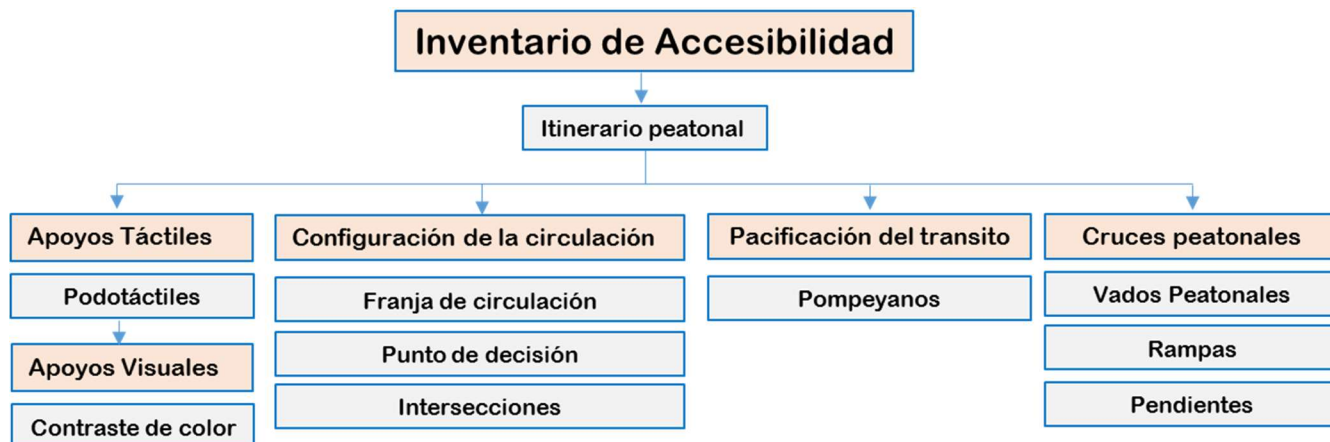 Inventario de Accesibilidad
Itinerario peatonal
Apoyos Táctiles
Podotáctiles
Apoyos Visuales
Contraste de color
Configuración de la circulación
Franja de circulación
Punto de decisión
Intersecciones
Pacificación del transito
Pompeyanos
Cruces peatonales
Vados Peatonales
Rampas
Pendientes